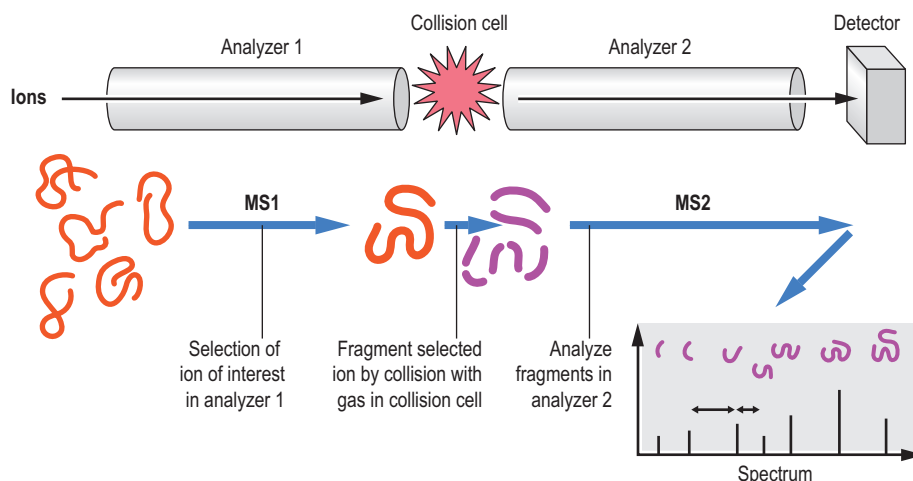 Collision cell
Detector
Analyzer 1
Analyzer 2
Ions
MS1
MS2
Selection of
ion of interest
in analyzer 1
Fragment selected
ion by collision with
gas in collision cell
Analyze
fragments in
analyzer 2
Spectrum